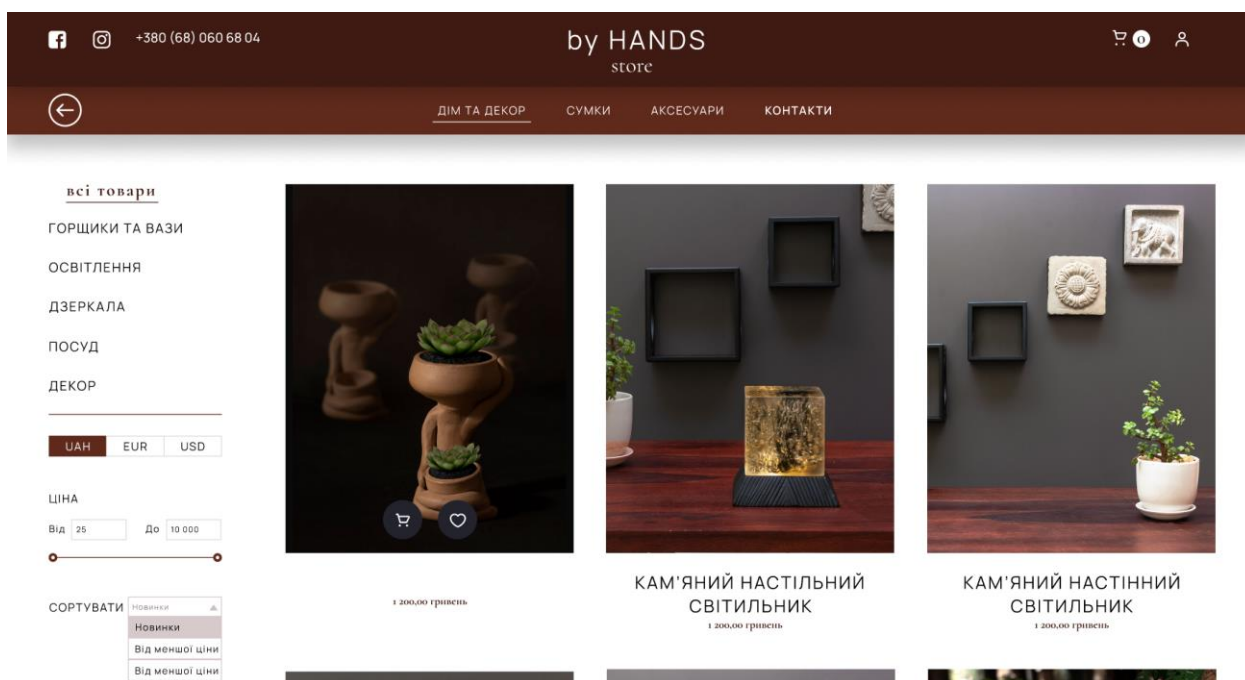 +380 (68) 060 68 04
by HANDS
store
0
ДІМ ТА ДЕКОР СУМКИ АКСЕСУАРИ КОНТАКТИ
всі товари
ГОРЩИКИ ТА ВАЗИ
ОСВІТЛЕННЯ
ДЗЕРКАЛА
ПОСУД
ДЕКОР
UAH EUR USD
ЦІНА
Від 25 До 10 000
СОРТУВАТИ Новинки
Новинки
Від меншої ціни
Від меншої ціни
1 200,00 гривень
КАМ'ЯНИЙ НАСТІЛЬНИЙ
СВІТИЛЬНИК
1 200,00 гривень
КАМ'ЯНИЙ НАСТІННИЙ
СВІТИЛЬНИК
1 200,00 гривень